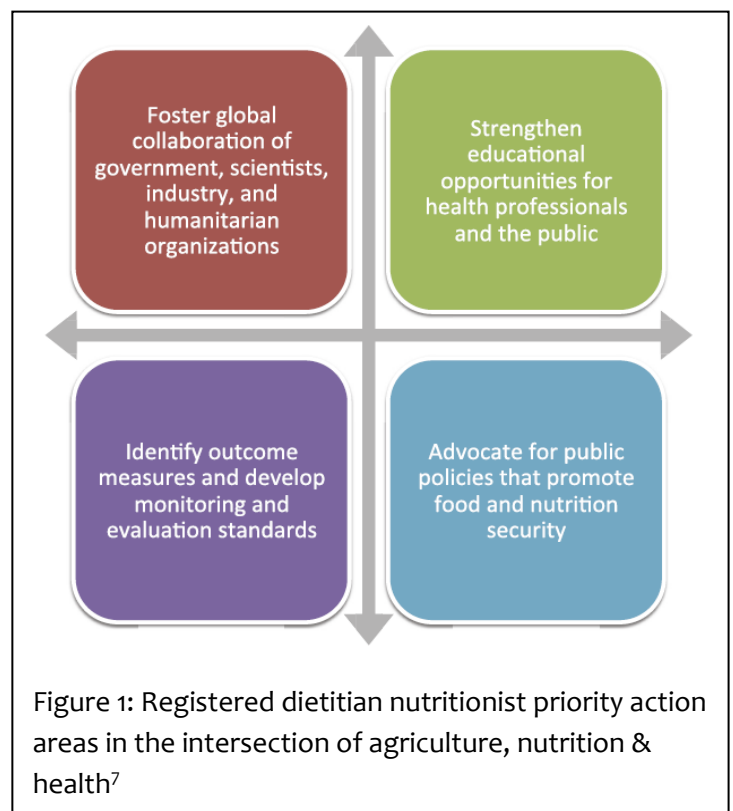 Foster global
collaboration of
government, scientists,
industry, and
humanitarian
organizations
Strengthen
educational
opportunities for
health professionals
and the public
Identify outcome
measures and develop
monitoring and
evaluation standards
Advocate for public
policies that promote
food and nutrition
security
Figure 1: Registered dietitian nutritionist priority action
areas in the intersection of agriculture, nutrition &
health⁷